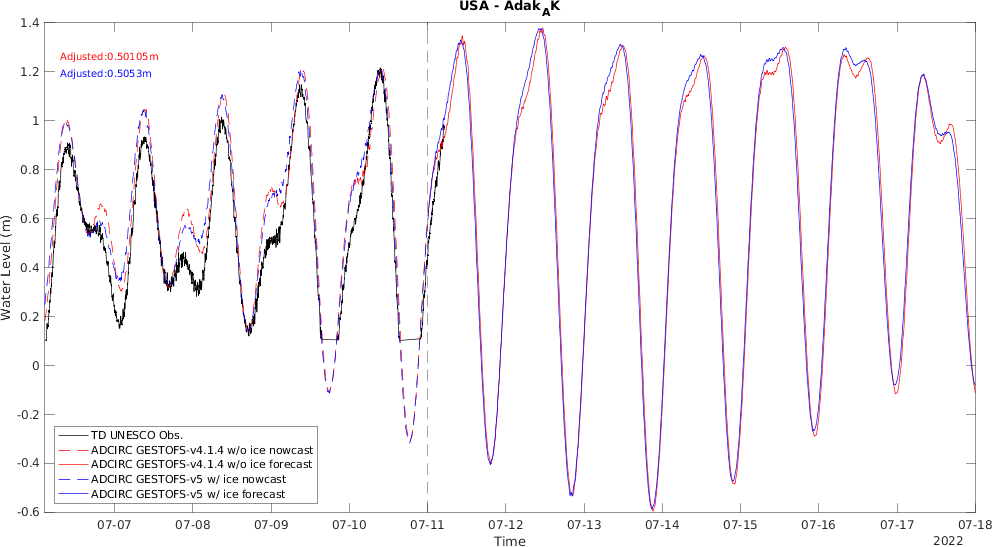 USA - Adak_AK
1.4
Adjusted:0.50105m
1.2
Adjusted:0.5053m
1
0.8
0.6
Water Level (m)
0.4
0.2
0
-0.2
TD UNESCO Obs.
ADCIRC GESTOFS-v4.1.4 w/o ice nowcast
ADCIRC GESTOFS-v4.1.4 w/o ice forecast
-0.4
ADCIRC GESTOFS-v5 w/ ice nowcast
ADCIRC GESTOFS-v5 w/ ice forecast
-0.6
07-07 07-08 07-09 07-10 07-11 07-12 07-13 07-14 07-15 07-16 07-17 07-18
Time
2022